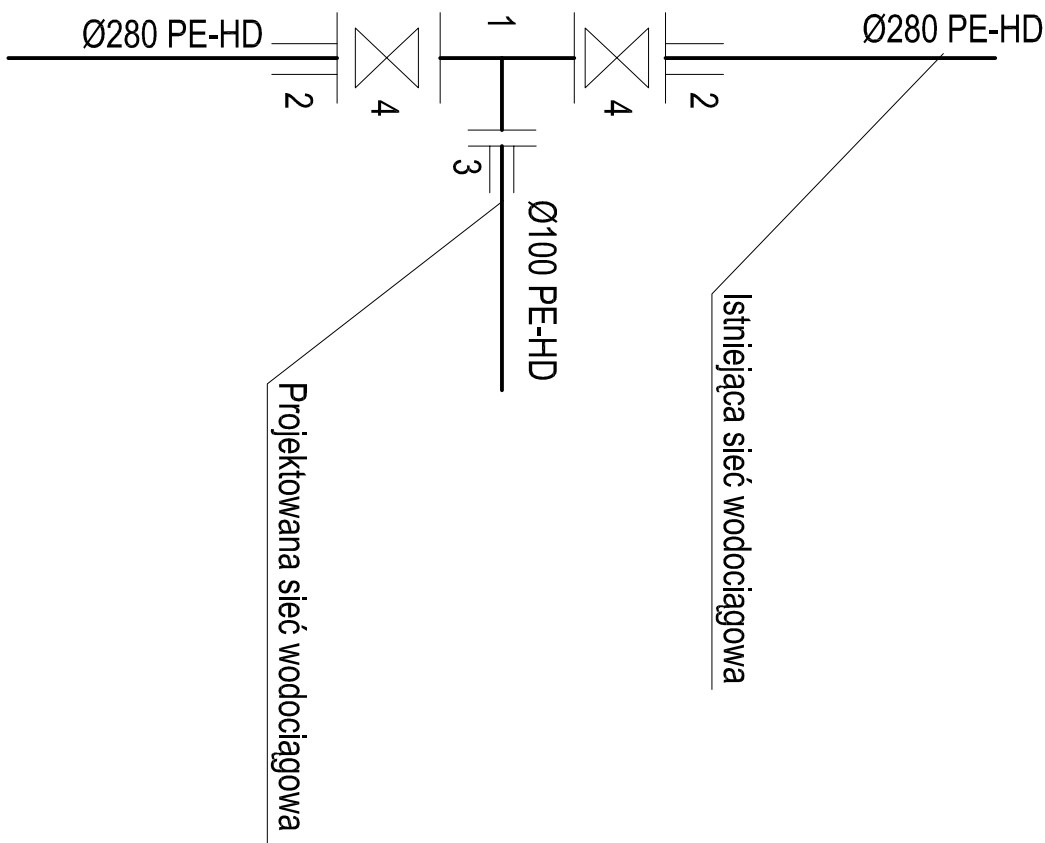 Ø280 PE-HD
1
Ø280 PE-HD
2
4
4
2
3
Ø100 PE-HD
Istniejąca sieć wodociągowa
Projektowana sieć wodociągowa